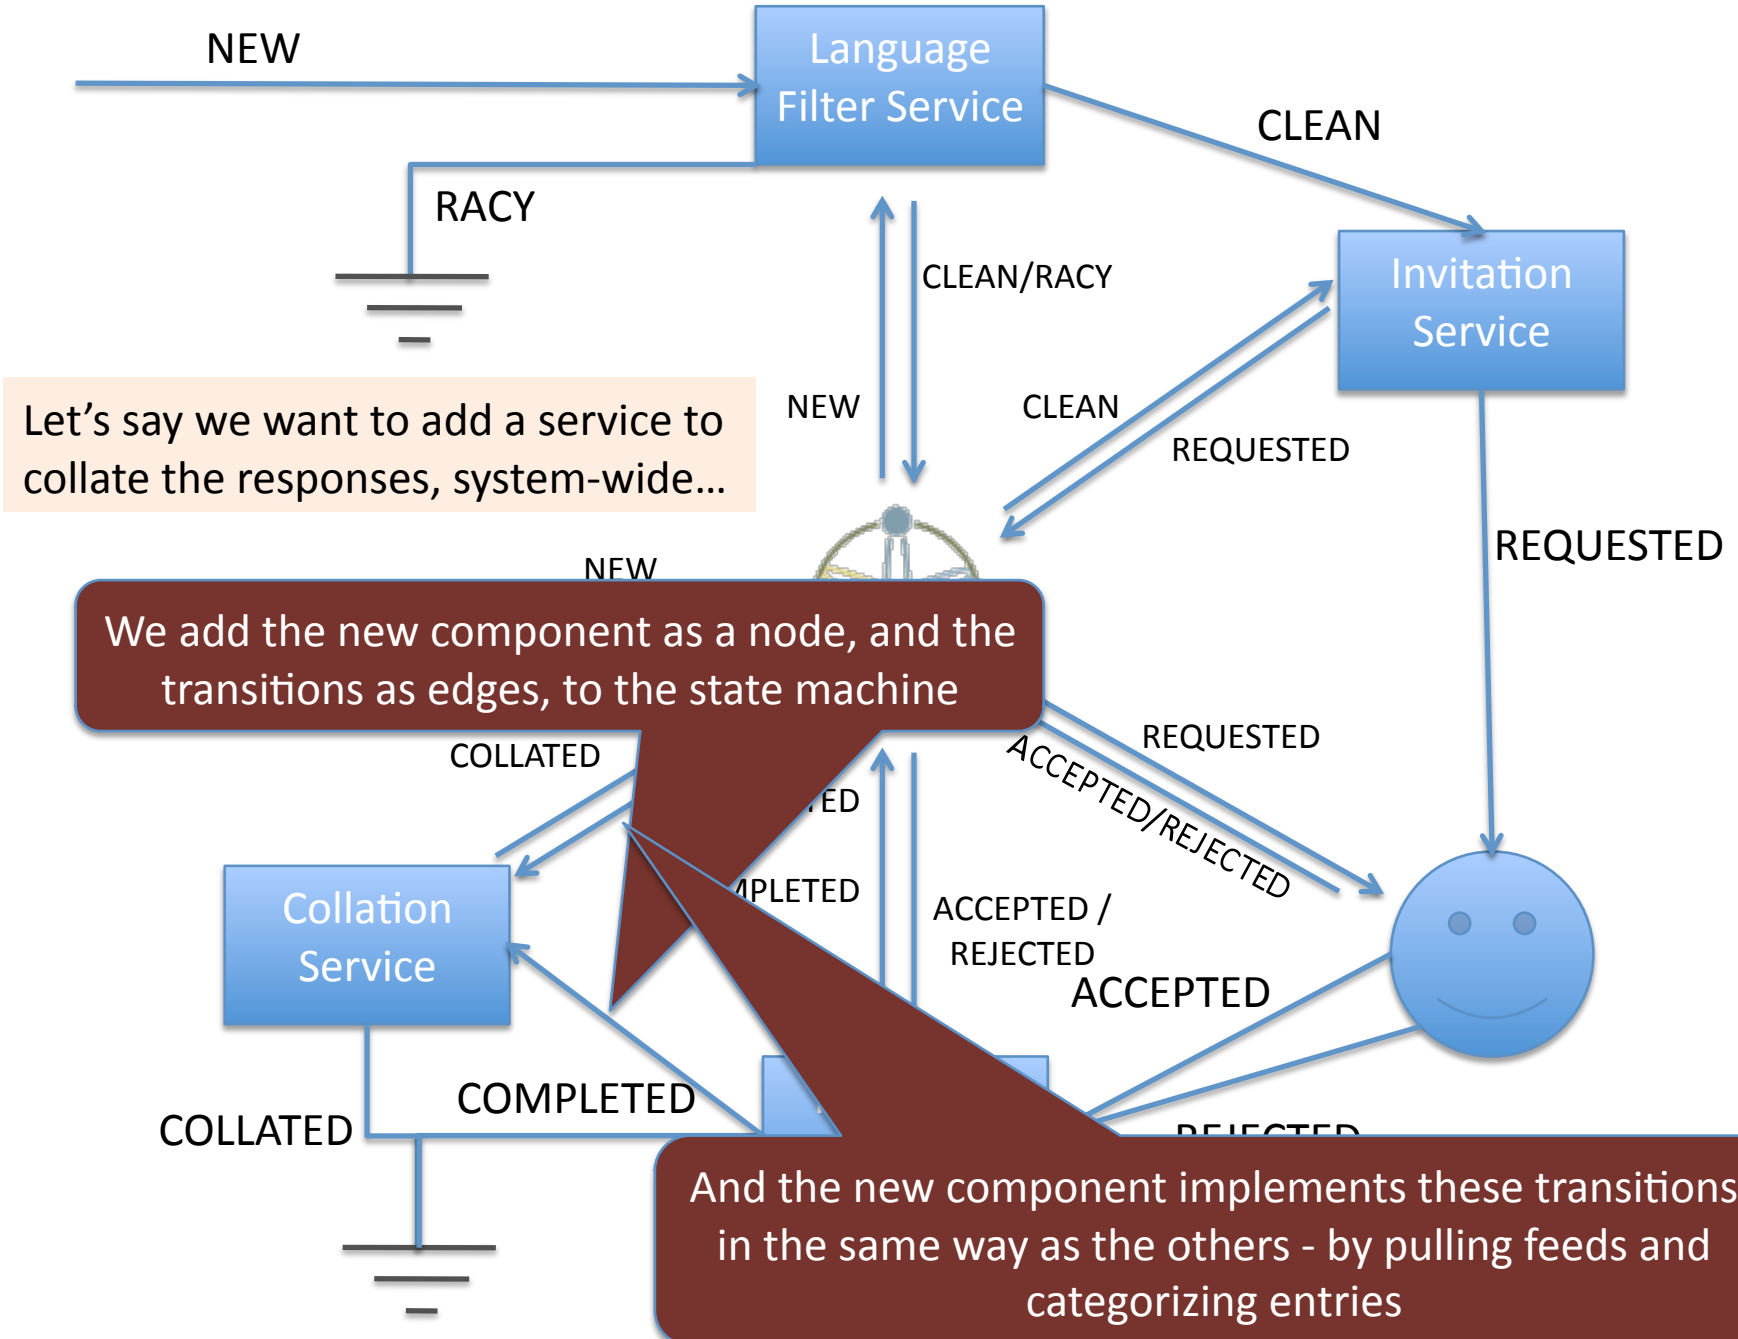 NEW
Language
Filter Service
CLEAN
RACY
CLEAN/RACY
Invitation
Service
Let’s say we want to add a service to
collate the responses, system-wide…
NEW
CLEAN
REQUESTED
REQUESTED
NEW
We add the new component as a node, and the
transitions as edges, to the state machine
COLLATED
REQUESTED
ACCEPTED/REJECTED
ACCEPTED /
REJECTED
Collation
Service
ACCEPTED
COMPLETED
COLLATED
REJECTED
And the new component implements these transitions
in the same way as the others - by pulling feeds and
categorizing entries